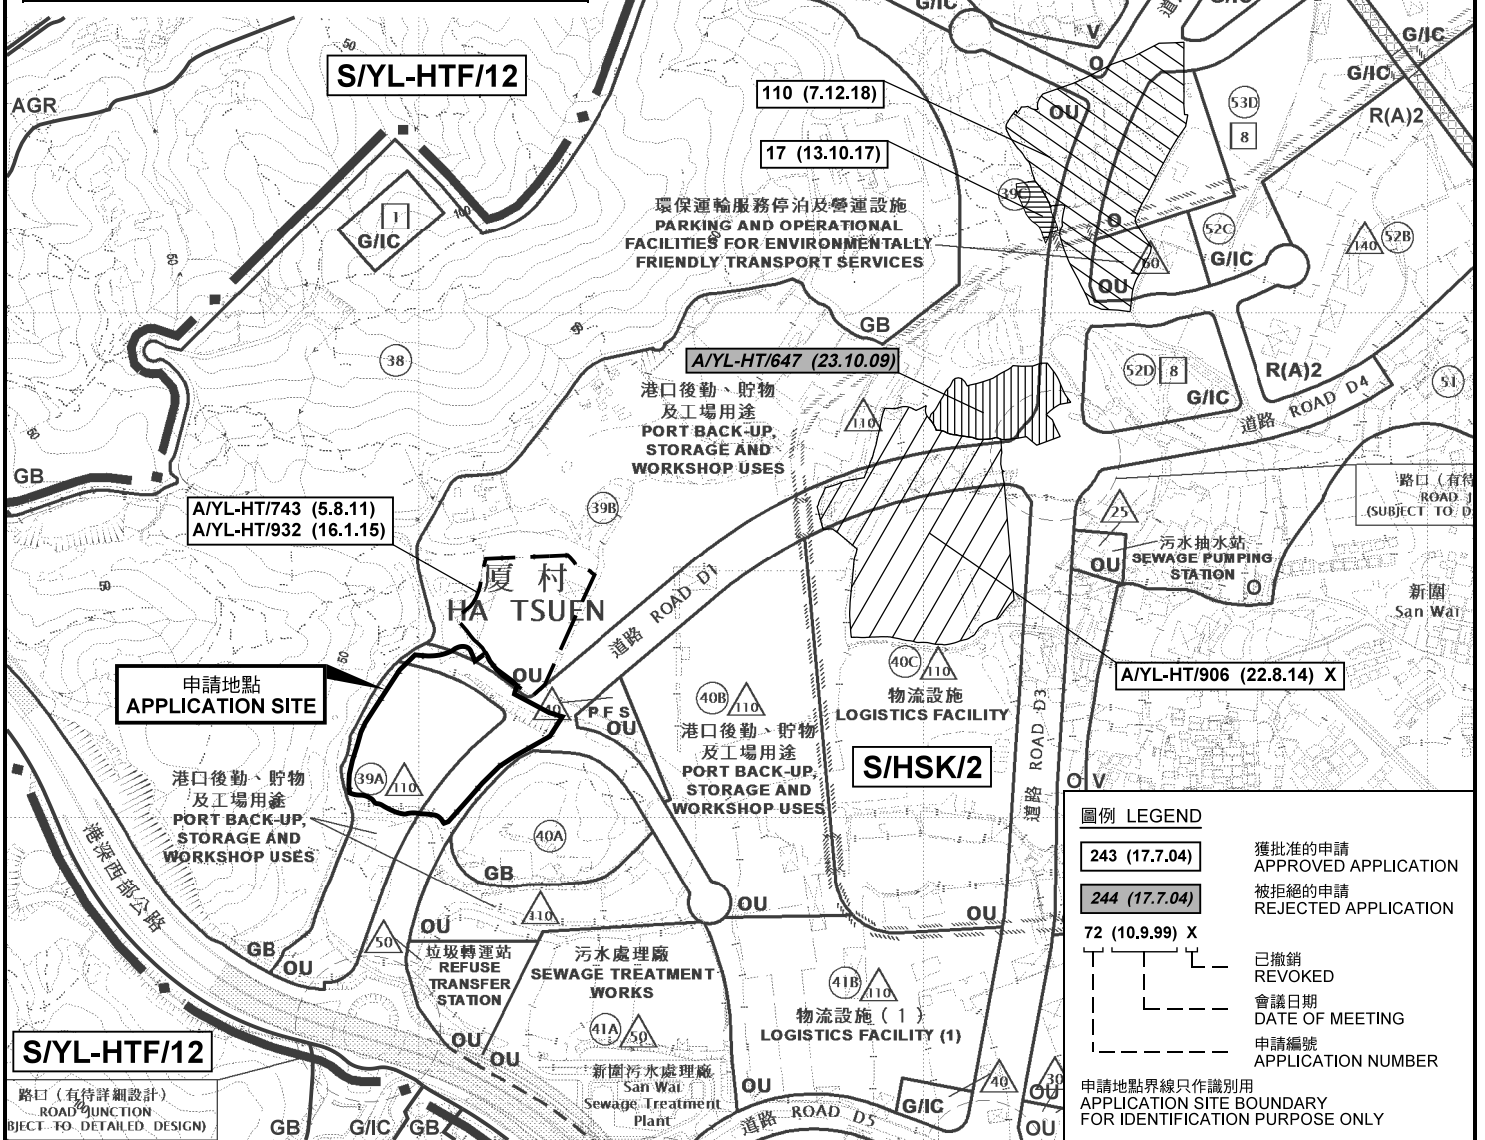 G/IC
V
O
G/IC
G/IC
G/IC
R(A)2
50
S/YL-HTF/12
AGR
110 (7.12.18)
OU
53D
8
17 (13.10.17)
39C
1
G/IC
100
環保運輸服務停泊及營運設施
PARKING AND OPERATIONAL
FACILITIES FOR ENVIRONMENTALLY
FRIENDLY TRANSPORT SERVICES
O
52C
G/IC
60
140
52B
OU
50
50
GB
38
A/YL-HT/647 (23.10.09)
52D
8
R(A)2
G/IC
道路 ROAD D4
51
港口後勤、貯物
及工場用途
PORT BACK-UP,
STORAGE AND
WORKSHOP USES
110
50
GB
A/YL-HT/743 (5.8.11)
A/YL-HT/932 (16.1.15)
39B
路口（有待
ROAD J
(SUBJECT TO D
25
污水抽水站
SEWAGE PUMPING
STATION
OU
O
新圍
San Wai
50
厦村
HA TSUEN
道路 ROAD D1
50
申請地點
APPLICATION SITE
OU
40
P F S
OU
40B
110
港口後勤、貯物
及工場用途
PORT BACK-UP,
STORAGE AND
WORKSHOP USES
40C
110
物流設施
LOGISTICS FACILITY
A/YL-HT/906 (22.8.14) X
S/HSK/2
道路 ROAD D3
O
V
39A
110
港口後勤、貯物
及工場用途
PORT BACK-UP,
STORAGE AND
WORKSHOP USES
40A
GB
110
OU
OU
港深西部公路
50
GB
OU
OU
垃圾轉運站
REFUSE
TRANSFER
STATION
污水處理廠
SEWAGE TREATMENT
WORKS
41A
50
41B
110
物流設施（1）
LOGISTICS FACILITY (1)
OU
OU
新圍污水處理廠
San Wai
Sewage Treatment
Plant
OU
道路 ROAD D5
G/IC
40
30
OU
OU
S/YL-HTF/12
路口（有待詳細設計）
ROAD JUNCTION
BJECT TO DETAILED DESIGN)
100
GB
G/IC
GB
圖例 LEGEND
243 (17.7.04)
獲批准的申請
APPROVED APPLICATION
244 (17.7.04)
被拒絕的申請
REJECTED APPLICATION
72 (10.9.99) X
已撤銷
REVOKED
會議日期
DATE OF MEETING
申請編號
APPLICATION NUMBER
申請地點界線只作識別用
APPLICATION SITE BOUNDARY
FOR IDENTIFICATION PURPOSE ONLY